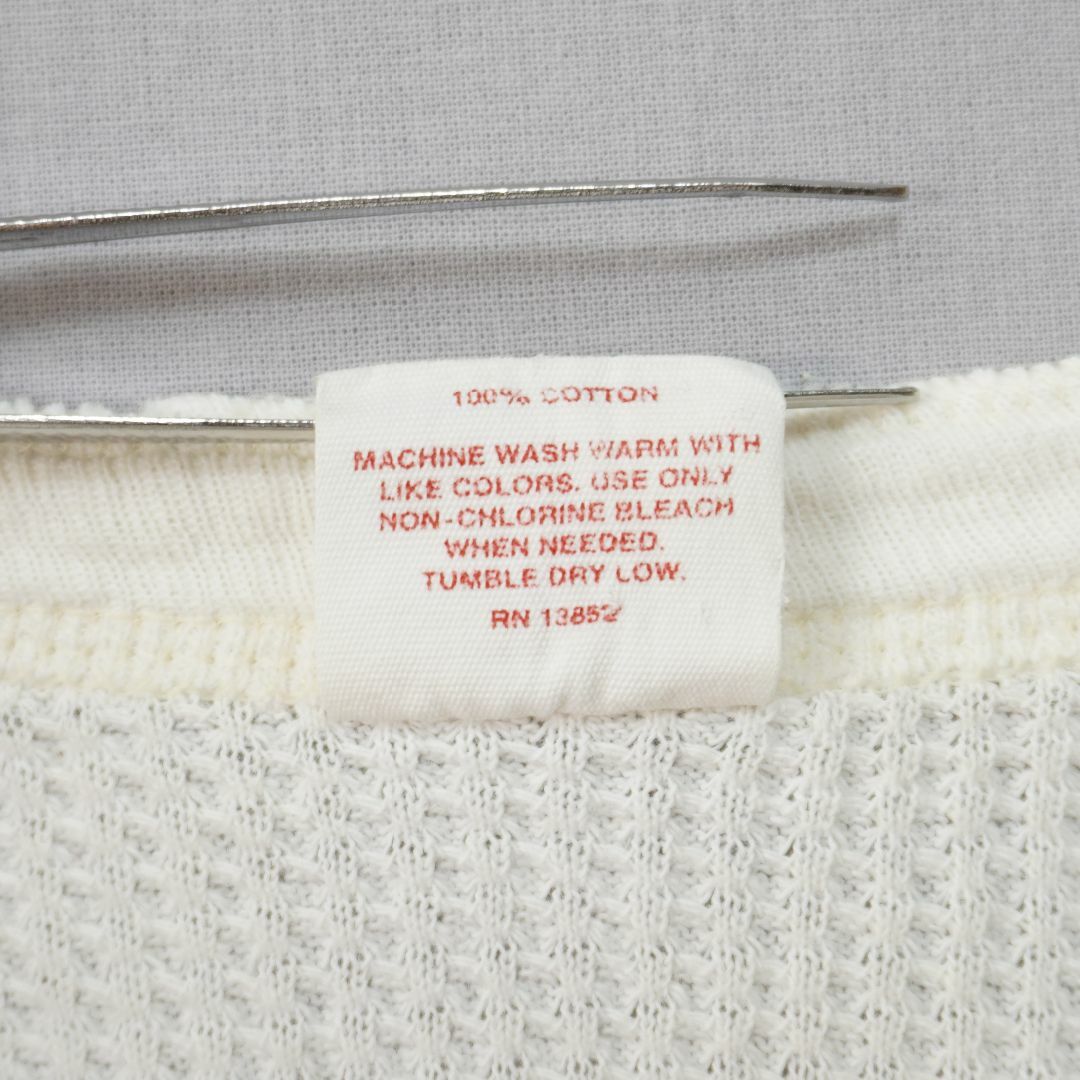 100% COTTON
MACHINE WASH WARM WITH
LIKE COLORS. USE ONLY
NON-CHLORINE BLEACH
WHEN NEEDED.
TUMBLE DRY LOW.
RN 13852